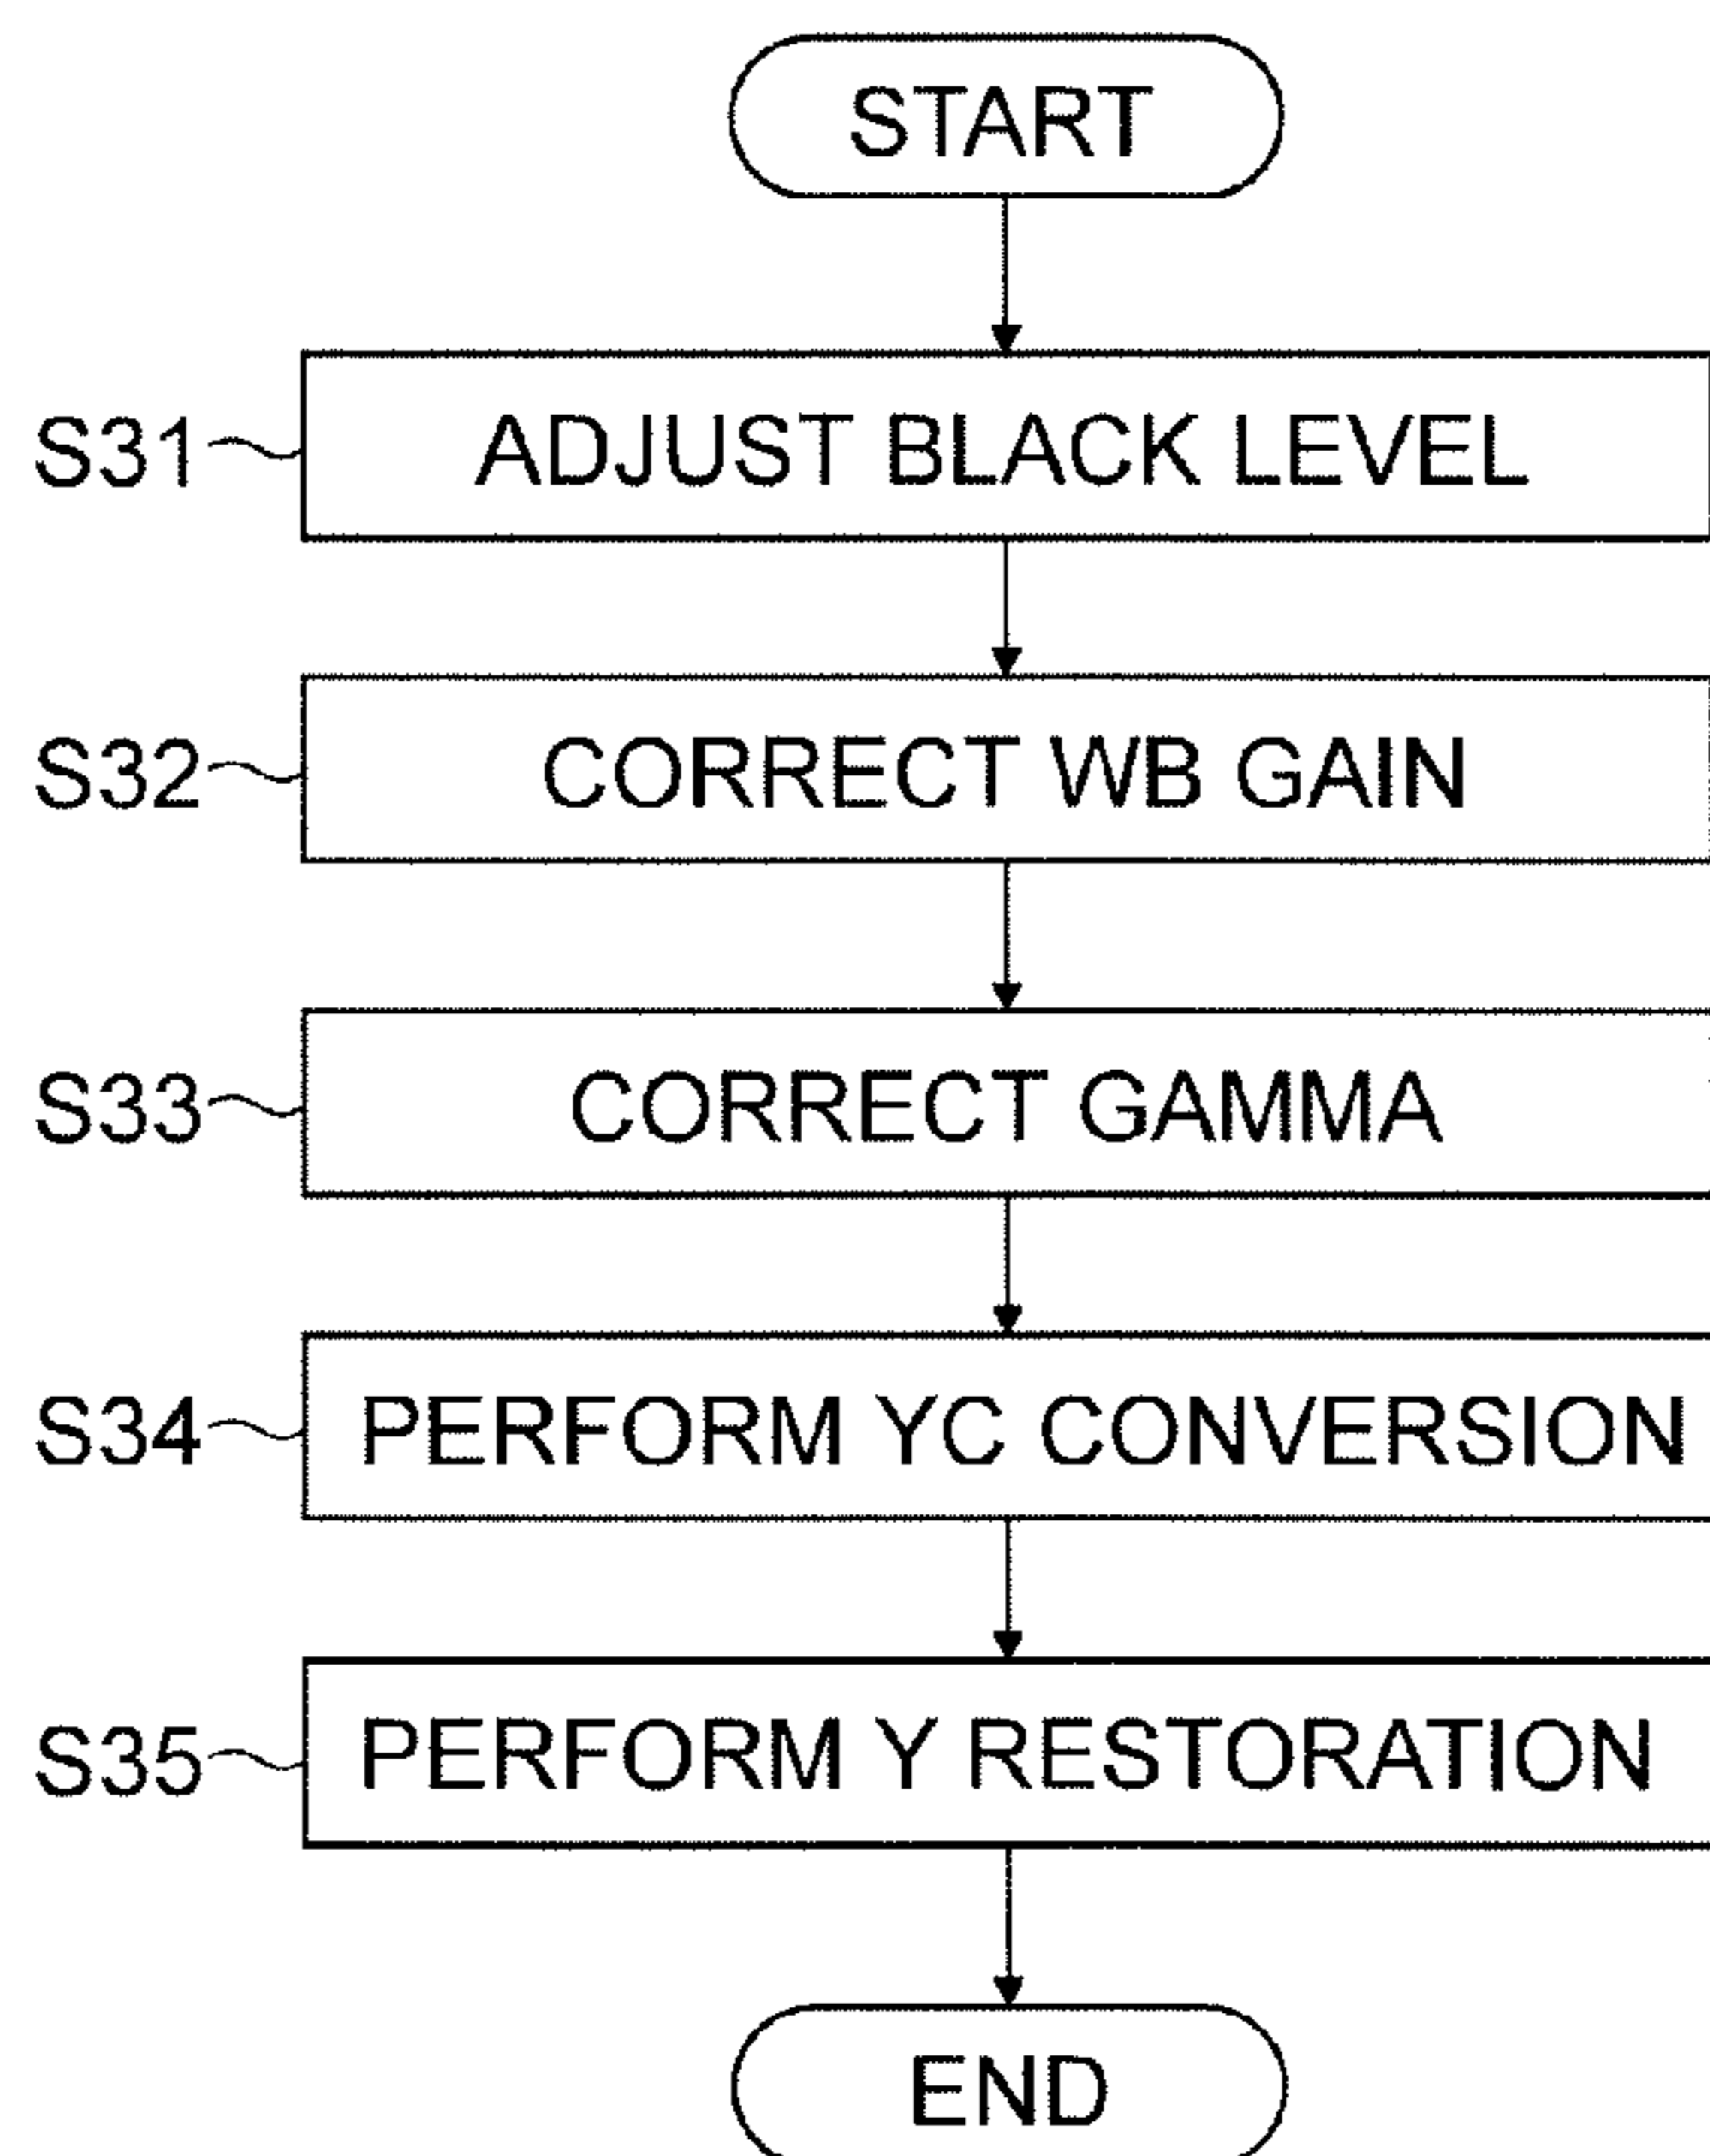 START
S31 ADJUST BLACK LEVEL
S32 CORRECT WB GAIN
S33 CORRECT GAMMA
S34 PERFORM YC CONVERSION
S35 PERFORM Y RESTORATION
END